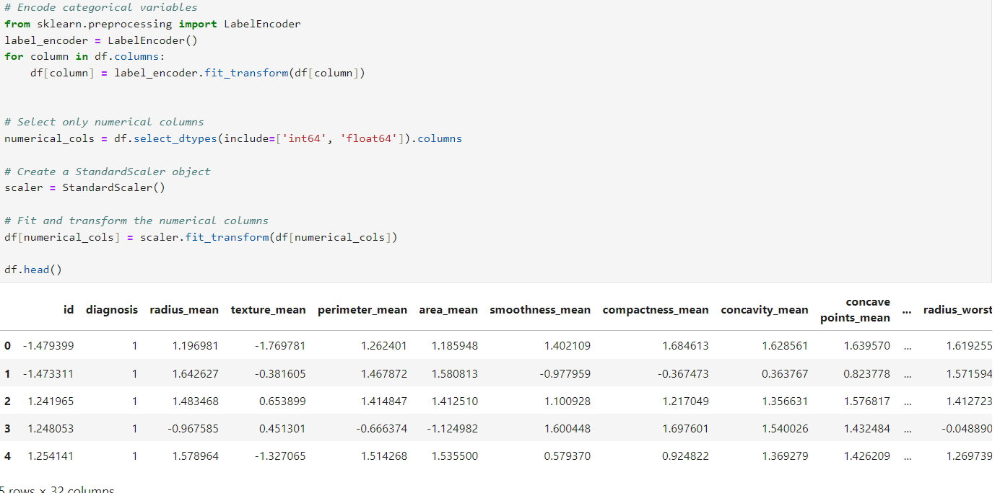 # Encode categorical variables
from sklearn.preprocessing import LabelEncoder
label_encoder = LabelEncoder()
for column in df.columns:
    df[column] = label_encoder.fit_transform(df[column])
# Select only numerical columns
numerical_cols = df.select_dtypes(include=['int64', 'float64']).columns
# Create a StandardScaler object
scaler = StandardScaler()
# Fit and transform the numerical columns
df[numerical_cols] = scaler.fit_transform(df[numerical_cols])
df.head()
id diagnosis radius_mean texture_mean perimeter_mean area_mean smoothness_mean compactness_mean concavity_mean concave points_mean ... radius_worst
0 -1.479399 1 1.196981 -1.769781 1.262401 1.185948 1.402109 1.684613 1.628561 1.639570 ... 1.619255
1 -1.473311 1 1.642627 -0.381605 1.467872 1.580813 -0.977959 -0.367473 0.363767 0.823778 ... 1.571594
2 1.241965 1 1.483468 0.653899 1.414847 1.412510 1.100928 1.217049 1.356631 1.576817 ... 1.412723
3 1.248053 1 -0.967585 0.451301 -0.666374 -1.124982 1.600448 1.697601 1.540026 1.432484 ... -0.048890
4 1.254141 1 1.578964 -1.327065 1.514268 1.535500 0.579370 0.924822 1.369279 1.426209 ... 1.269739
5 rows × 32 columns